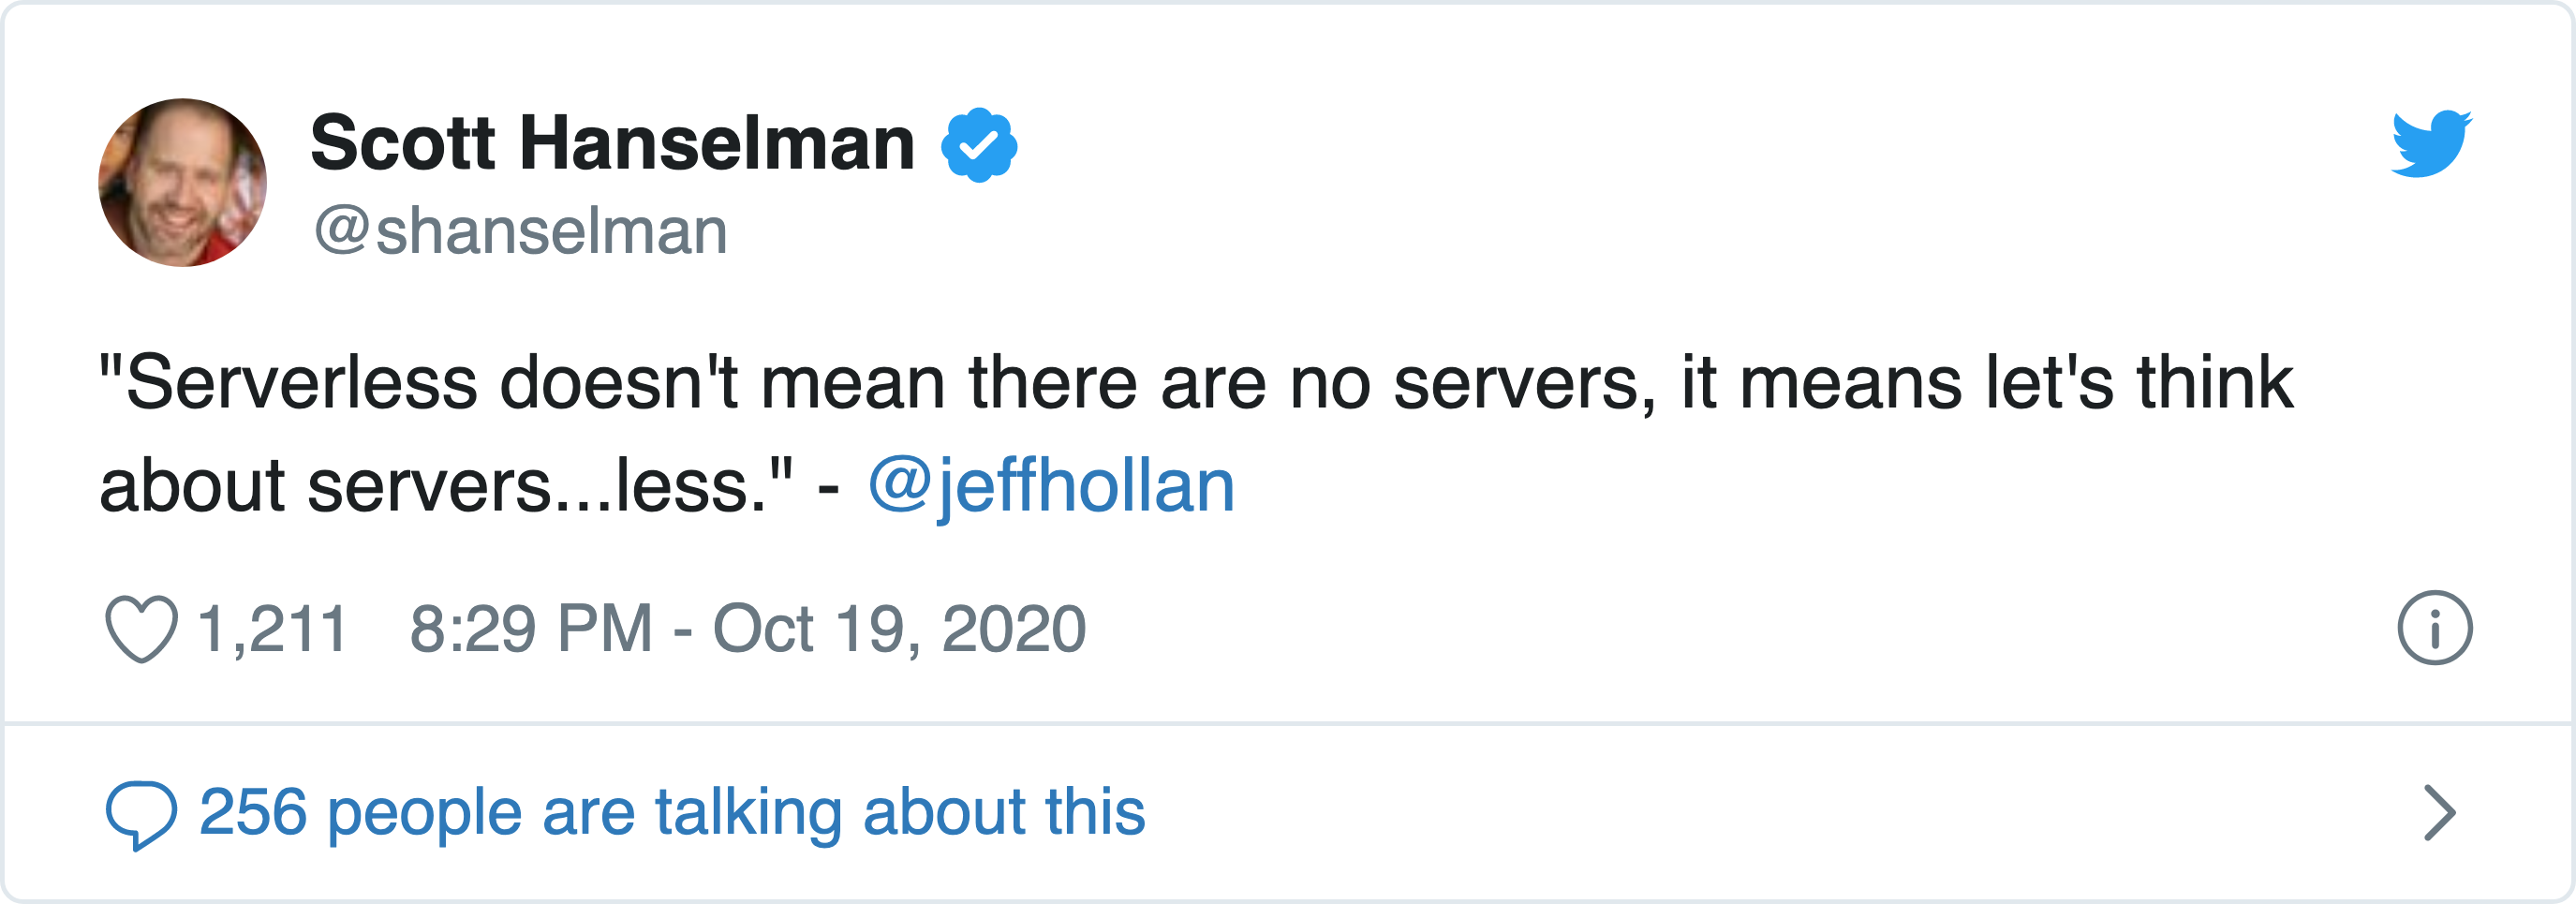 Scott Hanselman
@shanselman
"Serverless doesn't mean there are no servers, it means let's think
about servers...less." - @jeffhollan
1,211 8:29 PM - Oct 19, 2020
256 people are talking about this